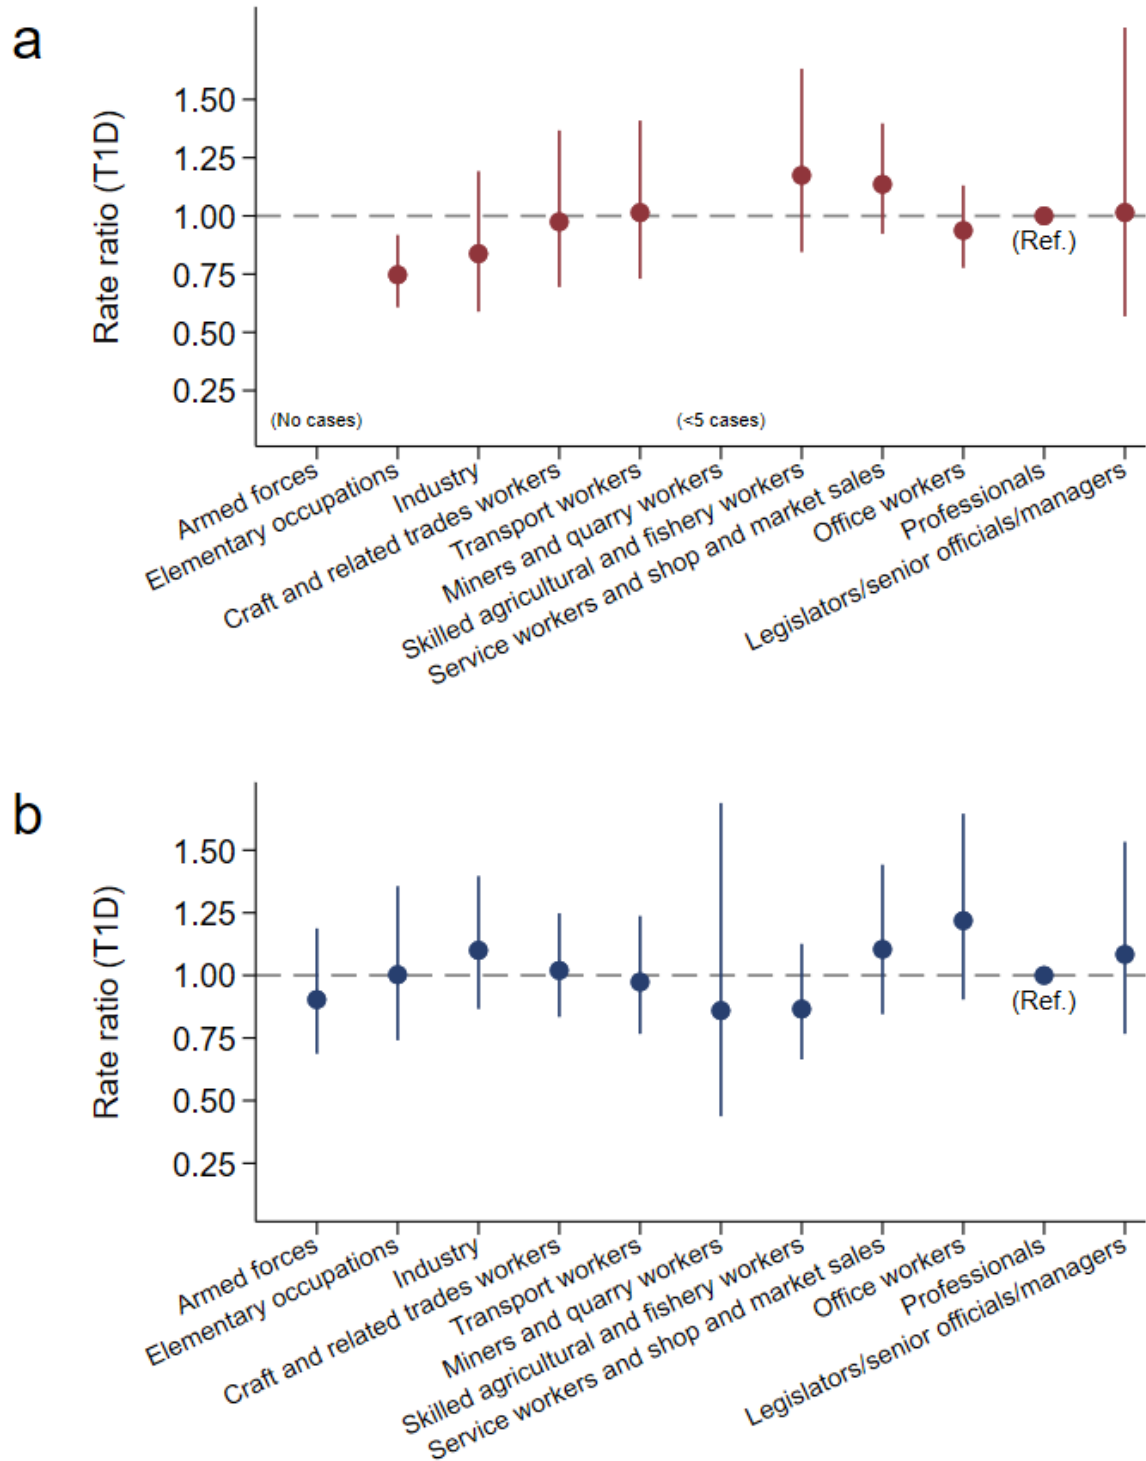 a
Rate ratio (T1D)
1.50
1.25
1.00
0.75
0.50
0.25
(No cases)
(<5 cases)
(Ref.)
Armed forces
Elementary occupations
Industry
Craft and related trades workers
Transport workers
Miners and quarry workers
Skilled agricultural and fishery workers
Service workers and shop and market sales
Office workers
Professionals
Legislators/senior officials/managers
b
Rate ratio (T1D)
1.50
1.25
1.00
0.75
0.50
0.25
(Ref.)
Armed forces
Elementary occupations
Industry
Craft and related trades workers
Transport workers
Miners and quarry workers
Skilled agricultural and fishery workers
Service workers and shop and market sales
Office workers
Professionals
Legislators/senior officials/managers